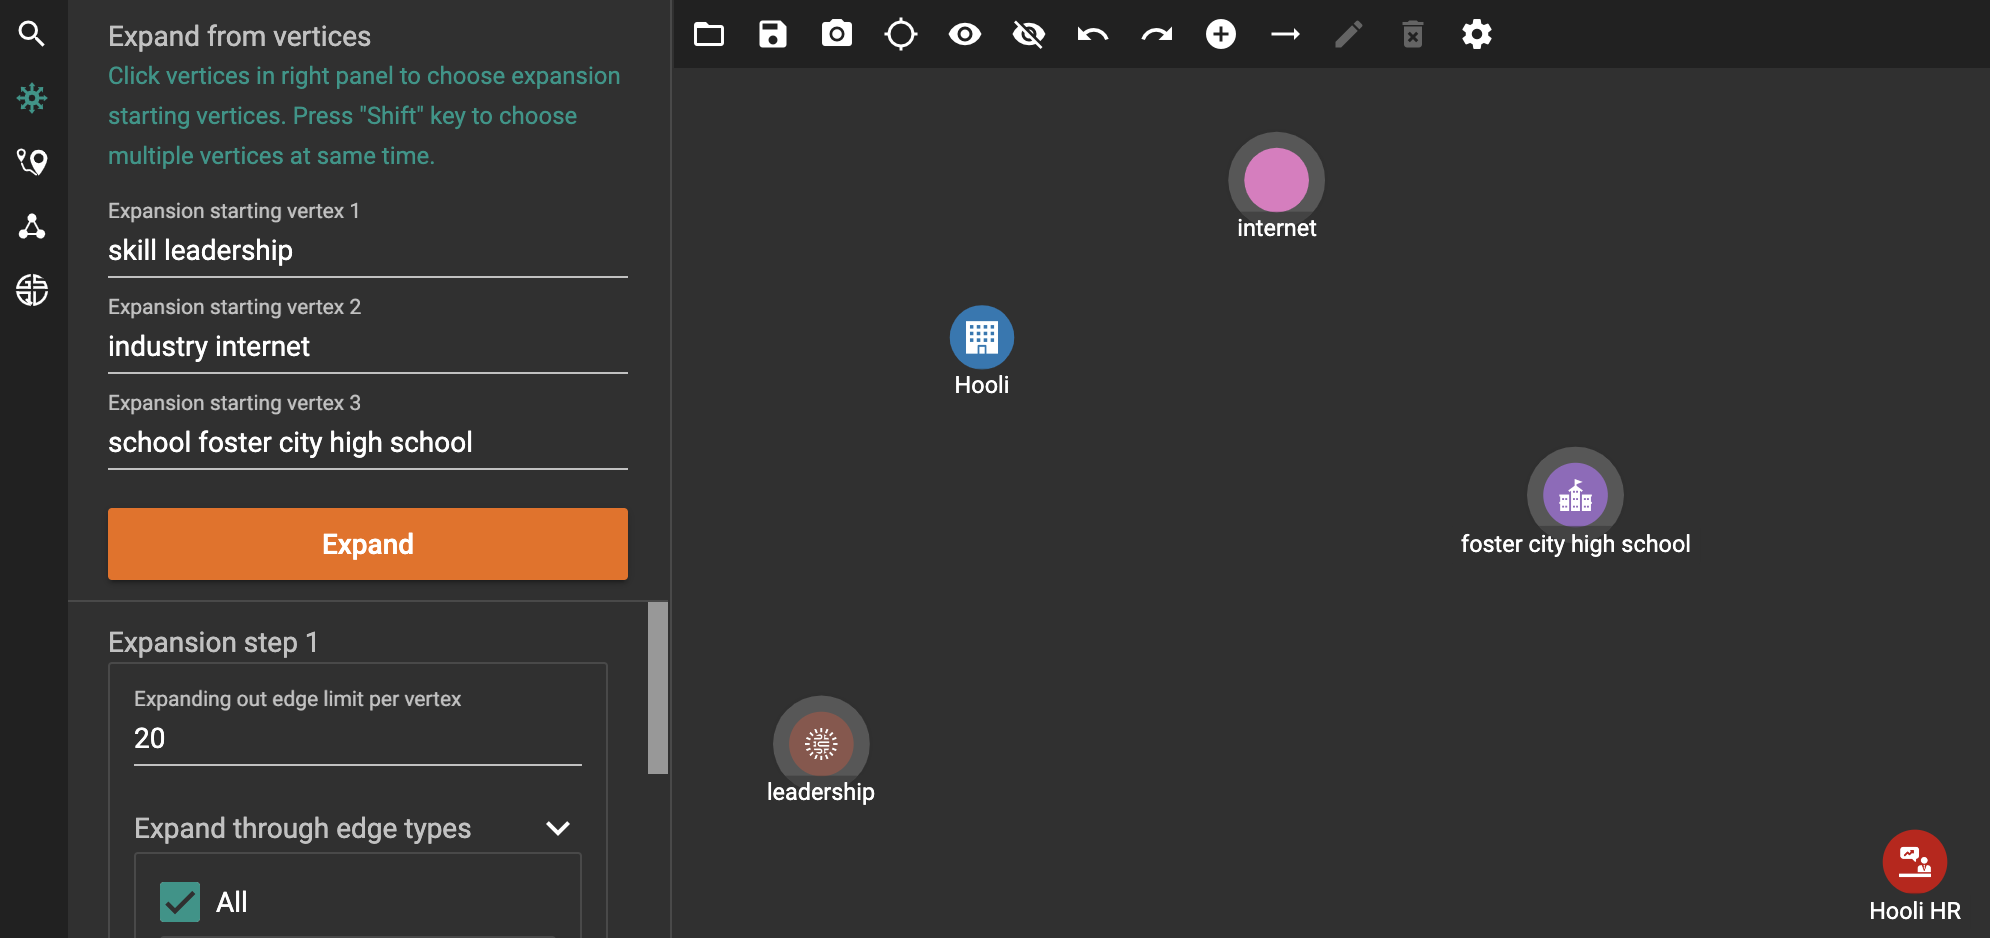 Expand from vertices
Click vertices in right panel to choose expansion
starting vertices. Press "Shift" key to choose
multiple vertices at same time.
Expansion starting vertex 1
skill leadership
Expansion starting vertex 2
industry internet
Expansion starting vertex 3
school foster city high school
Expand
Expansion step 1
Expanding out edge limit per vertex
20
Expand through edge types
All
internet
Hooli
foster city high school
leadership
Hooli HR